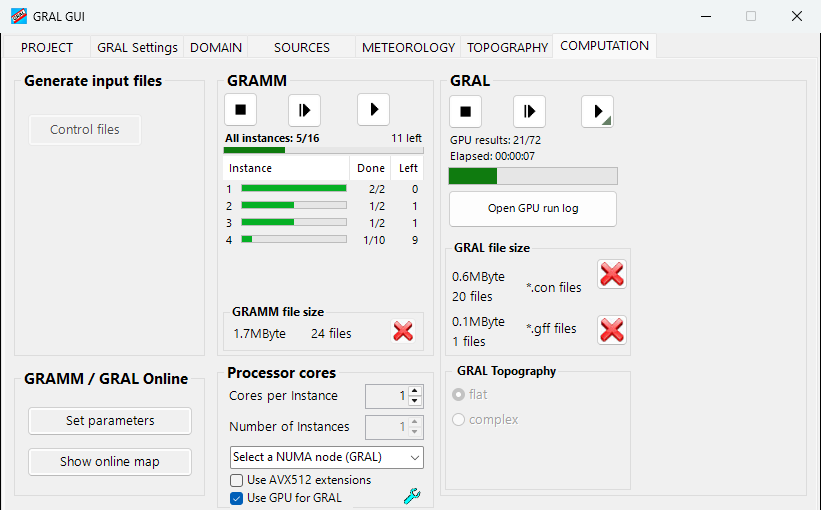 GRAL GUI
PROJECT
GRAL Settings
DOMAIN
SOURCES
METEOROLOGY
TOPOGRAPHY
COMPUTATION
Generate input files
Control files
GRAMM
All instances: 5/16 11 left
Instance Done Left
1 2/2 0
2 1/2 1
3 1/2 1
4 1/10 9
GRAMM file size
1.7MByte 24 files
GRAL
GPU results: 21/72
Elapsed: 00:00:07
Open GPU run log
GRAL file size
0.6MByte
20 files
*.con files
0.1MByte
1 files
*.gff files
GRAMM / GRAL Online
Set parameters
Show online map
Processor cores
Cores per Instance 1
Number of Instances 1
Select a NUMA node (GRAL)
Use AVX512 extensions
Use GPU for GRAL
GRAL Topography
flat
complex